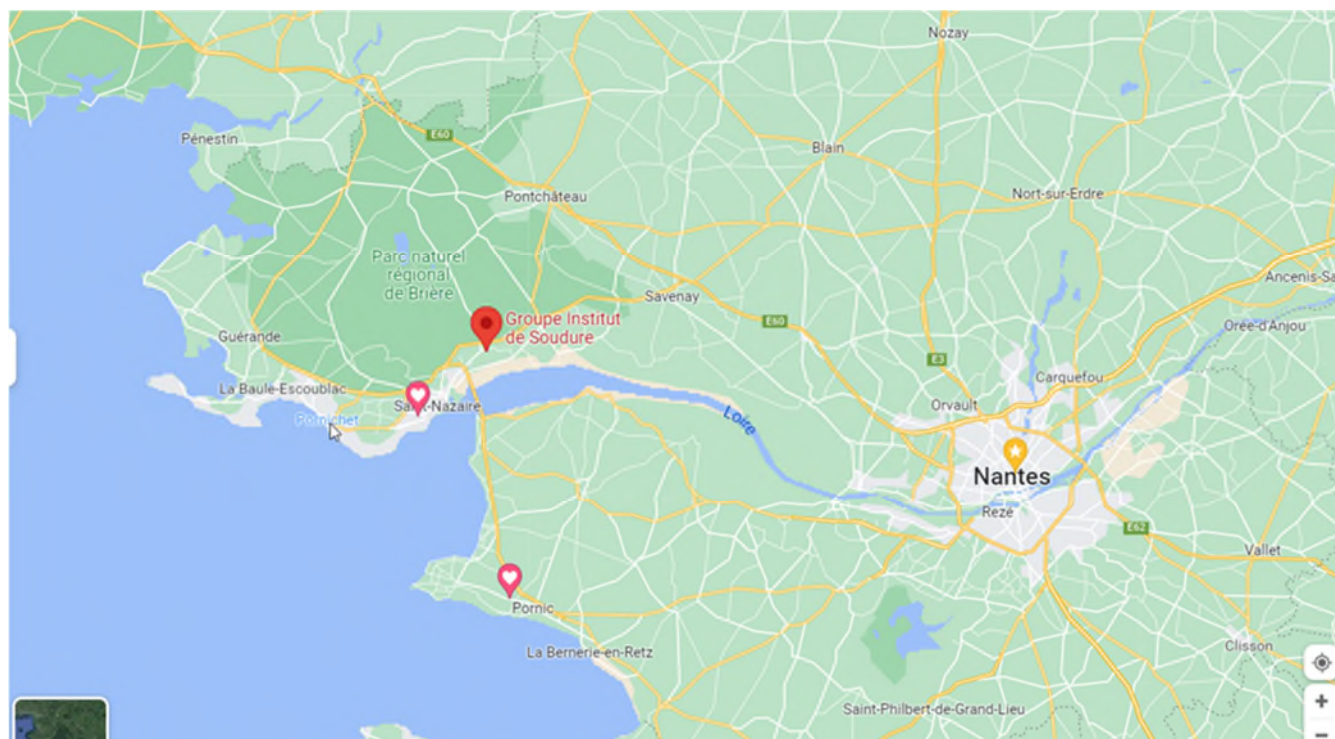 Nozay
Pénestin
E60
Blain
Pontchâteau
Nort-sur-Erdre
Parc naturel
régional
de Brière
Ancenis-Sa
Savenay
Groupe Institut
de Soudure
E60
Orée-d'Anjou
Guérande
E3
Carquefou
La Baule-Escoublac
Saint-Nazaire
Orvault
Pornichet
Loire
Nantes
Rezé
E62
Vallet
Pornic
La Bernerie-en-Retz
Clisson
Saint-Philbert-de-Grand-Lieu